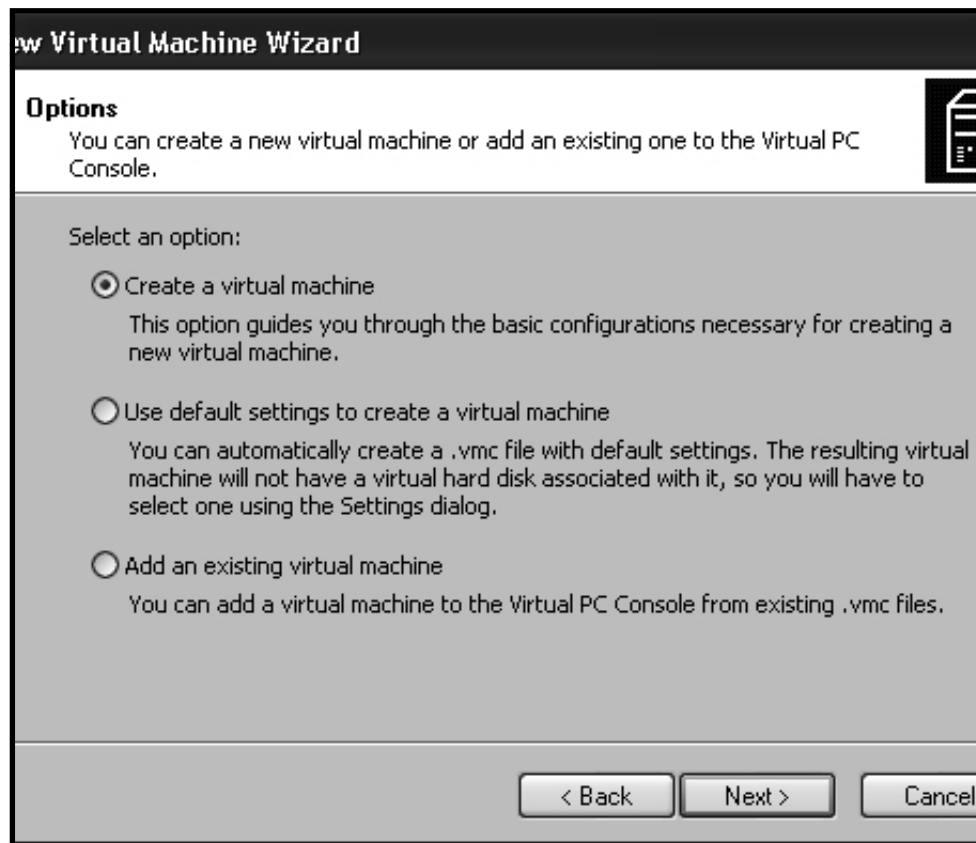 ew Virtual Machine Wizard
Options
You can create a new virtual machine or add an existing one to the Virtual PC
Console.
Select an option:
Create a virtual machine
This option guides you through the basic configurations necessary for creating a
new virtual machine.
Use default settings to create a virtual machine
You can automatically create a .vmc file with default settings. The resulting virtual
machine will not have a virtual hard disk associated with it, so you will have to
select one using the Settings dialog.
Add an existing virtual machine
You can add a virtual machine to the Virtual PC Console from existing .vmc files.
< Back Next > Cancel